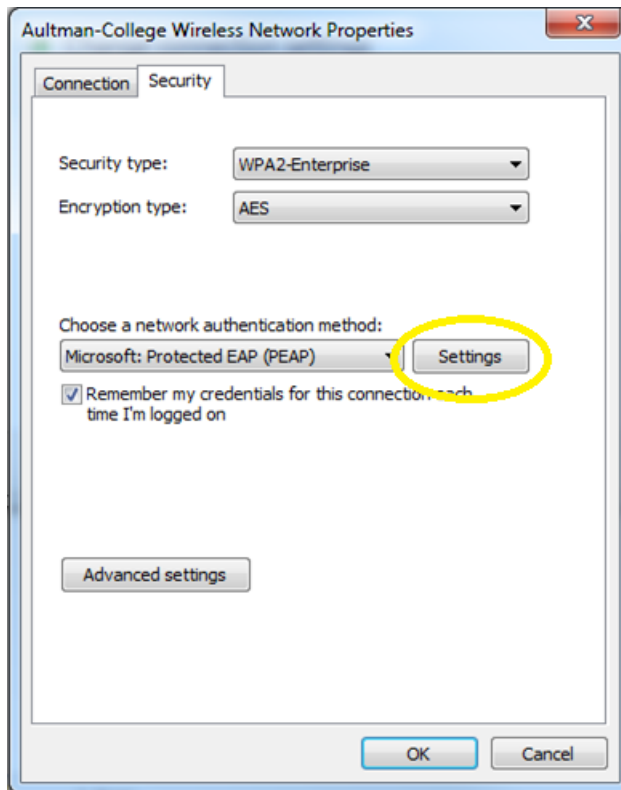 Aultman-College Wireless Network Properties
Connection
Security
Security type:
WPA2-Enterprise
Encryption type:
AES
Choose a network authentication method:
Microsoft: Protected EAP (PEAP)
Settings
Remember my credentials for this connection each
time I'm logged on
Advanced settings
OK
Cancel